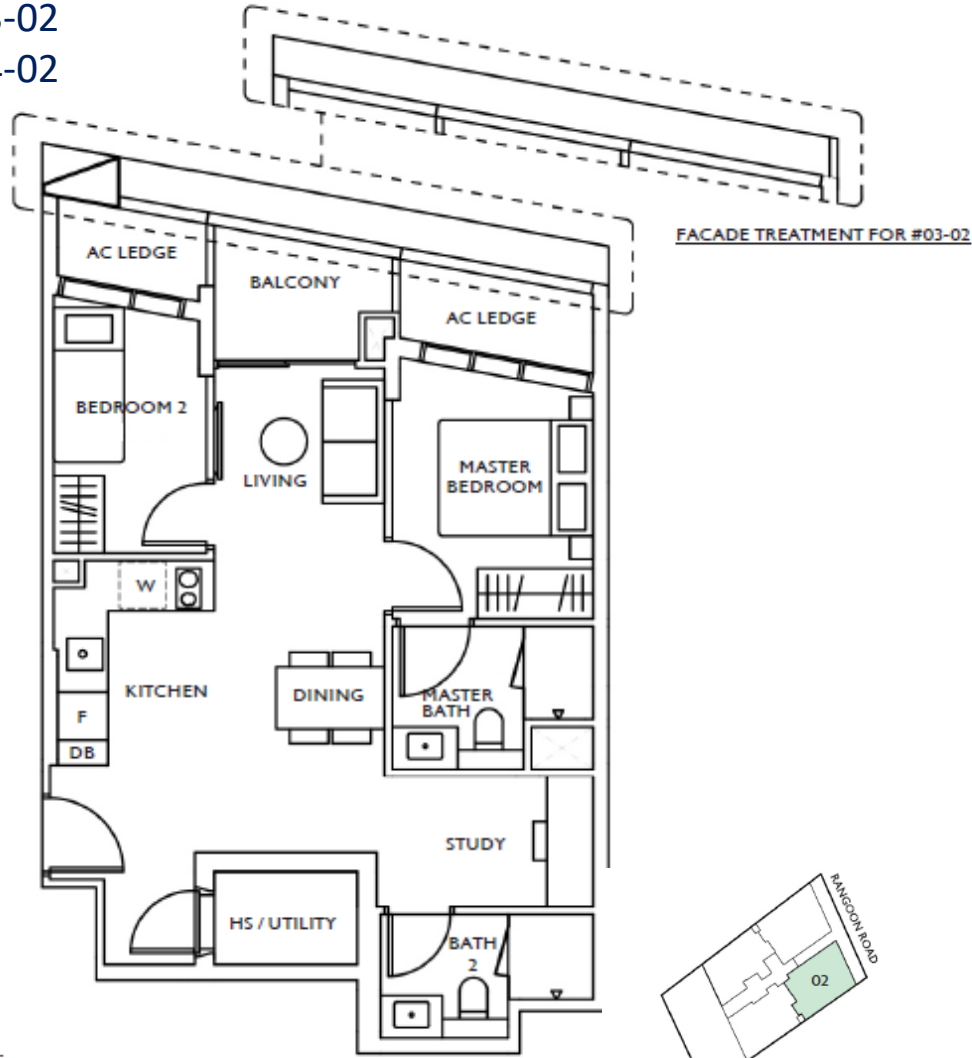 -02
-02
FACADE TREATMENT FOR #03-02
AC LEDGE
BALCONY
AC LEDGE
BEDROOM 2
LIVING
MASTER
BEDROOM
W
KITCHEN
DINING
MASTER
BATH
F
DB
STUDY
HS / UTILITY
BATH
2
RANGOON ROAD
02